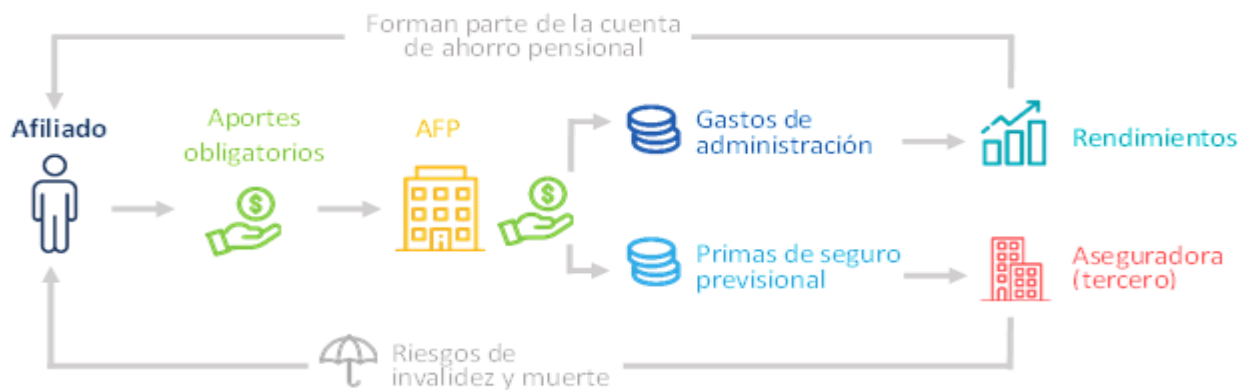 Forman parte de la cuenta
de ahorro pensional
Afiliado
Aportes
obligatorios
$
AFP
$
Gastos de
administración
Rendimientos
Primas de seguro
previsional
Aseguradora
(tercero)
Riesgos de
invalidez y muerte